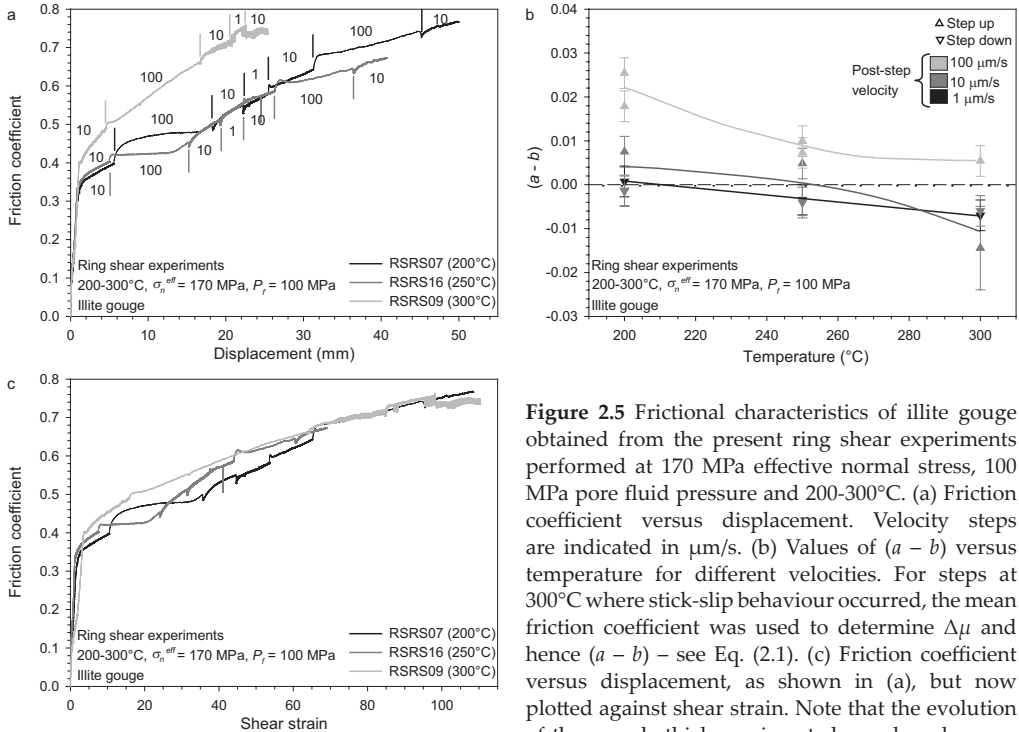 a
Friction coefficient
0.8
0.7
0.6
0.5
0.4
0.3
0.2
0.1
0.0
10
100
10
1
10
10
100
10
1
10
100
10
100
10
1
10
100
10
Ring shear experiments
200-300°C, σₙᵉᶠᶠ = 170 MPa, P_f = 100 MPa
Illite gouge
RSRS07 (200°C)
RSRS16 (250°C)
RSRS09 (300°C)
0 10 20 30 40 50
Displacement (mm)
b
(a - b)
0.04
0.03
0.02
0.01
0.00
-0.01
-0.02
-0.03
Step up
Step down
Post-step
velocity
100 μm/s
10 μm/s
1 μm/s
Ring shear experiments
200-300°C, σₙᵉᶠᶠ = 170 MPa, P_f = 100 MPa
Illite gouge
200 220 240 260 280 300
Temperature (°C)
c
Friction coefficient
0.8
0.7
0.6
0.5
0.4
0.3
0.2
0.1
0.0
Ring shear experiments
200-300°C, σₙᵉᶠᶠ = 170 MPa, P_f = 100 MPa
Illite gouge
RSRS07 (200°C)
RSRS16 (250°C)
RSRS09 (300°C)
0 20 40 60 80 100
Shear strain
Figure 2.5 Frictional characteristics of illite gouge
obtained from the present ring shear experiments
performed at 170 MPa effective normal stress, 100
MPa pore fluid pressure and 200-300°C. (a) Friction
coefficient versus displacement. Velocity steps
are indicated in μm/s. (b) Values of (a – b) versus
temperature for different velocities. For steps at
300°C where stick-slip behaviour occurred, the mean
friction coefficient was used to determine Δμ and
hence (a – b) – see Eq. (2.1). (c) Friction coefficient
versus displacement, as shown in (a), but now
plotted against shear strain. Note that the evolution